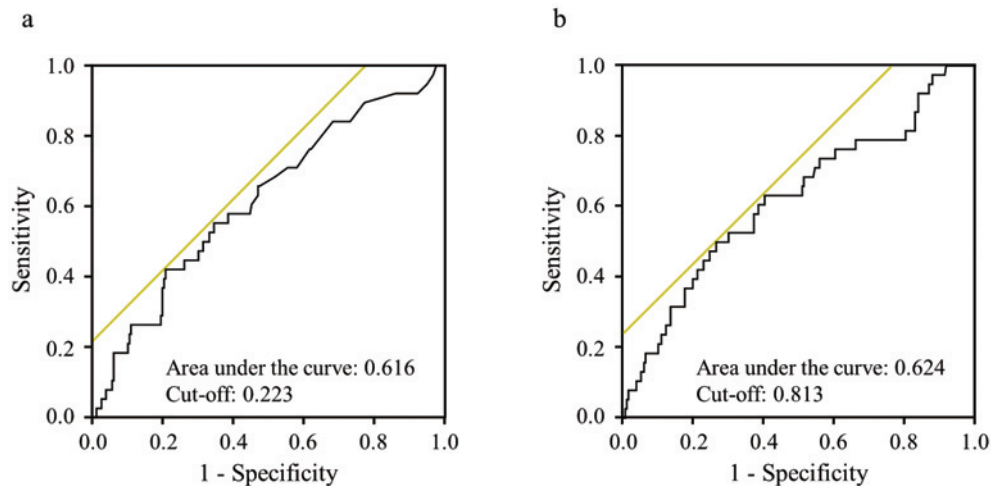 a
1.0
0.8
0.6
0.4
0.2
0.0
Sensitivity
Area under the curve: 0.616
Cut-off: 0.223
0.0 0.2 0.4 0.6 0.8 1.0
1 - Specificity
b
1.0
0.8
0.6
0.4
0.2
0.0
Sensitivity
Area under the curve: 0.624
Cut-off: 0.813
0.0 0.2 0.4 0.6 0.8 1.0
1 - Specificity